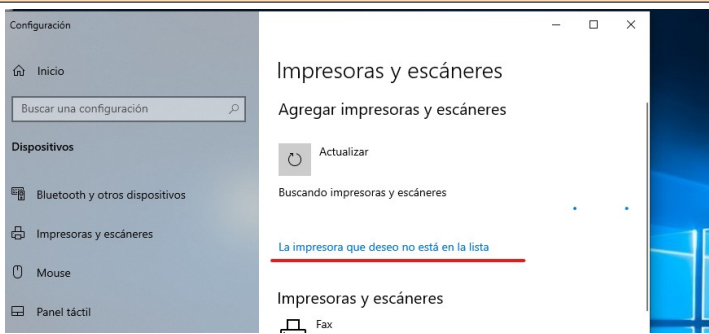 Configuración
Inicio
Buscar una configuración
Dispositivos
Bluetooth y otros dispositivos
Impresoras y escáneres
Mouse
Panel táctil
Impresoras y escáneres
Agregar impresoras y escáneres
Actualizar
Buscando impresoras y escáneres
La impresora que deseo no está en la lista
Impresoras y escáneres
Fax